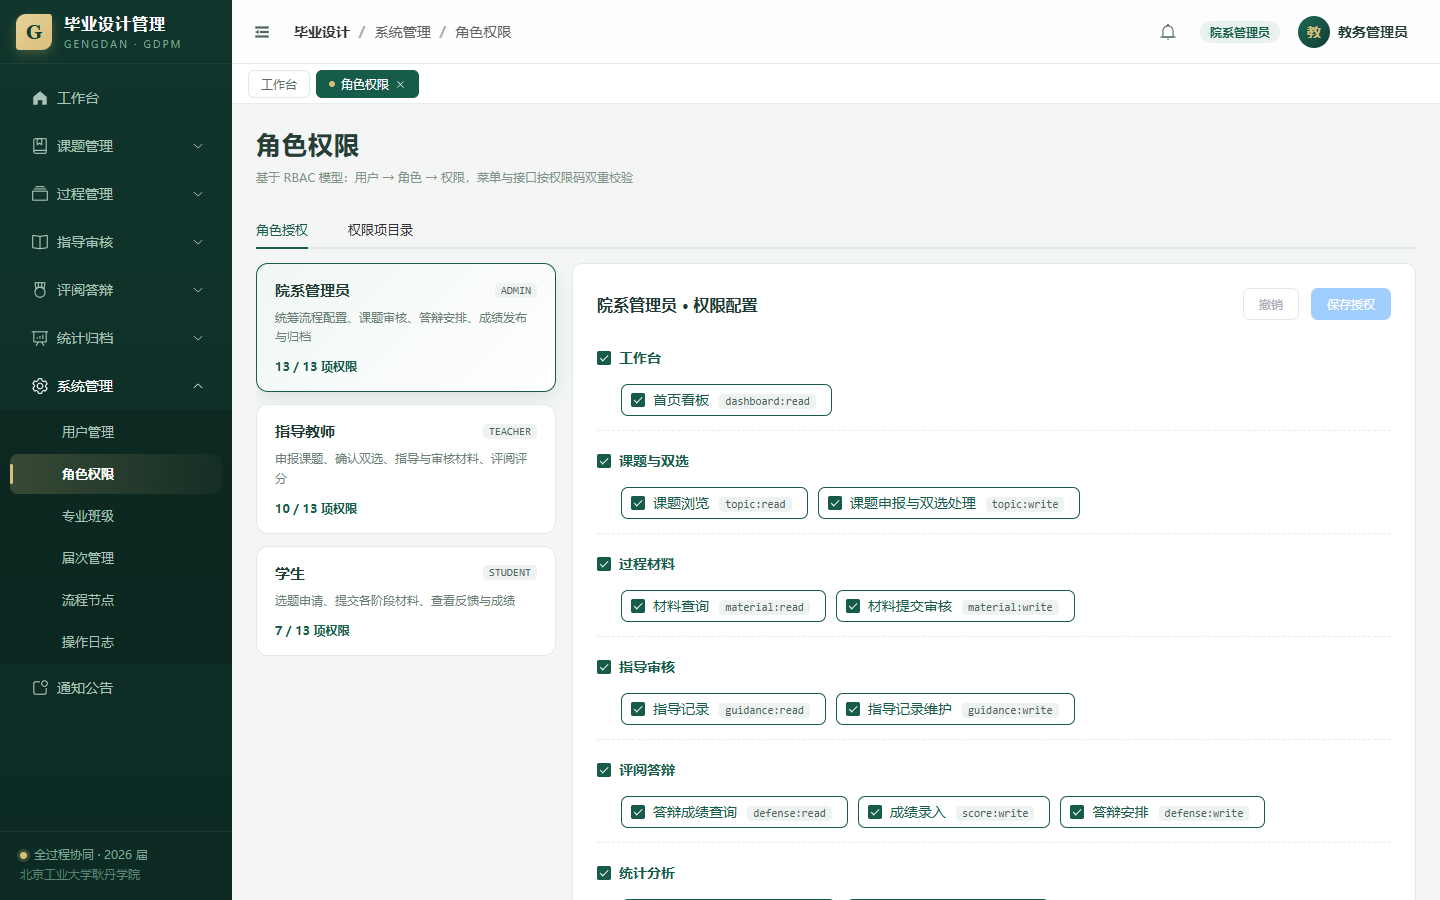 G
毕业设计管理
GENGDAN · GDPM
工作台
课题管理
过程管理
指导审核
评阅答辩
统计归档
系统管理
用户管理
角色权限
专业班级
届次管理
流程节点
操作日志
通知公告
全过程协同 · 2026 届
北京工业大学耿丹学院
毕业设计 / 系统管理 / 角色权限
院系管理员
教
教务管理员
工作台
角色权限
角色权限
基于 RBAC 模型：用户 → 角色 → 权限，菜单与接口按权限码双重校验
角色授权
权限项目录
院系管理员
ADMIN
统筹流程配置、课题审核、答辩安排、成绩发布
与归档
13 / 13 项权限
指导教师
TEACHER
申报课题、确认双选、指导与审核材料、评阅评
分
10 / 13 项权限
学生
STUDENT
选题申请、提交各阶段材料、查看反馈与成绩
7 / 13 项权限
院系管理员 • 权限配置
撤销
保存授权
工作台
首页看板 dashboard:read
课题与双选
课题浏览 topic:read
课题申报与双选处理 topic:write
过程材料
材料查询 material:read
材料提交审核 material:write
指导审核
指导记录 guidance:read
指导记录维护 guidance:write
评阅答辩
答辩成绩查询 defense:read
成绩录入 score:write
答辩安排 defense:write
统计分析